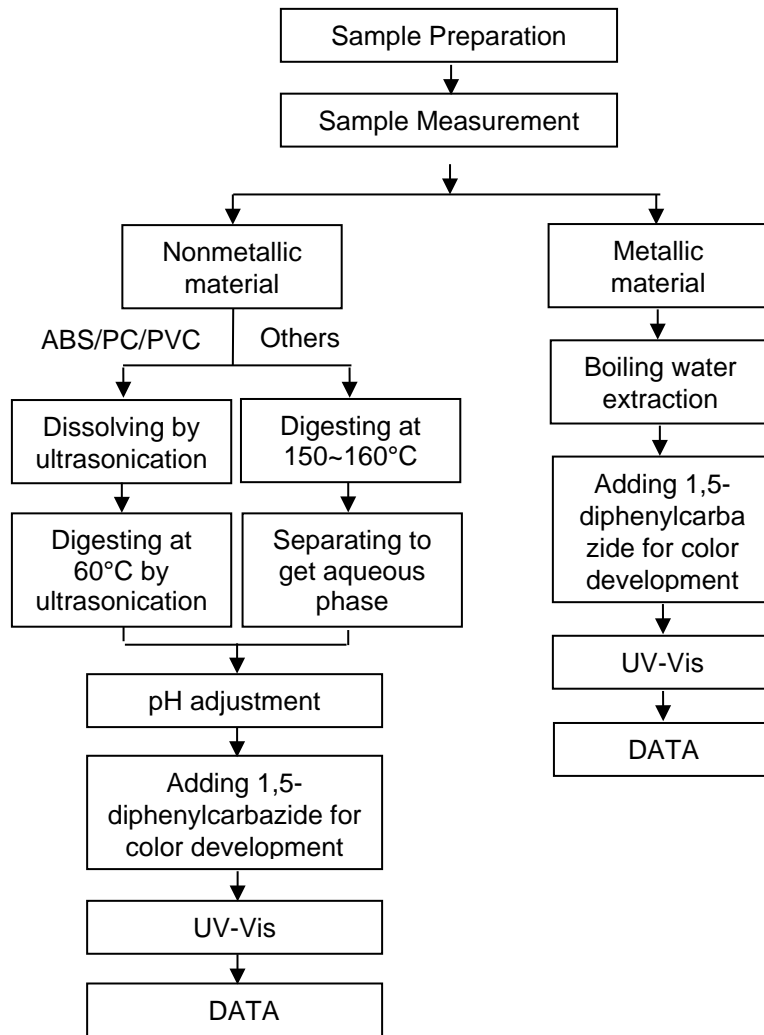 Sample Preparation
Sample Measurement
Nonmetallic
material
ABS/PC/PVC
Others
Dissolving by
ultrasonication
Digesting at
150~160°C
Digesting at
60°C by
ultrasonication
Separating to
get aqueous
phase
pH adjustment
Adding 1,5-
diphenylcarbazide for
color development
UV-Vis
DATA
Metallic
material
Boiling water
extraction
Adding 1,5-
diphenylcarba
zide for color
development
UV-Vis
DATA